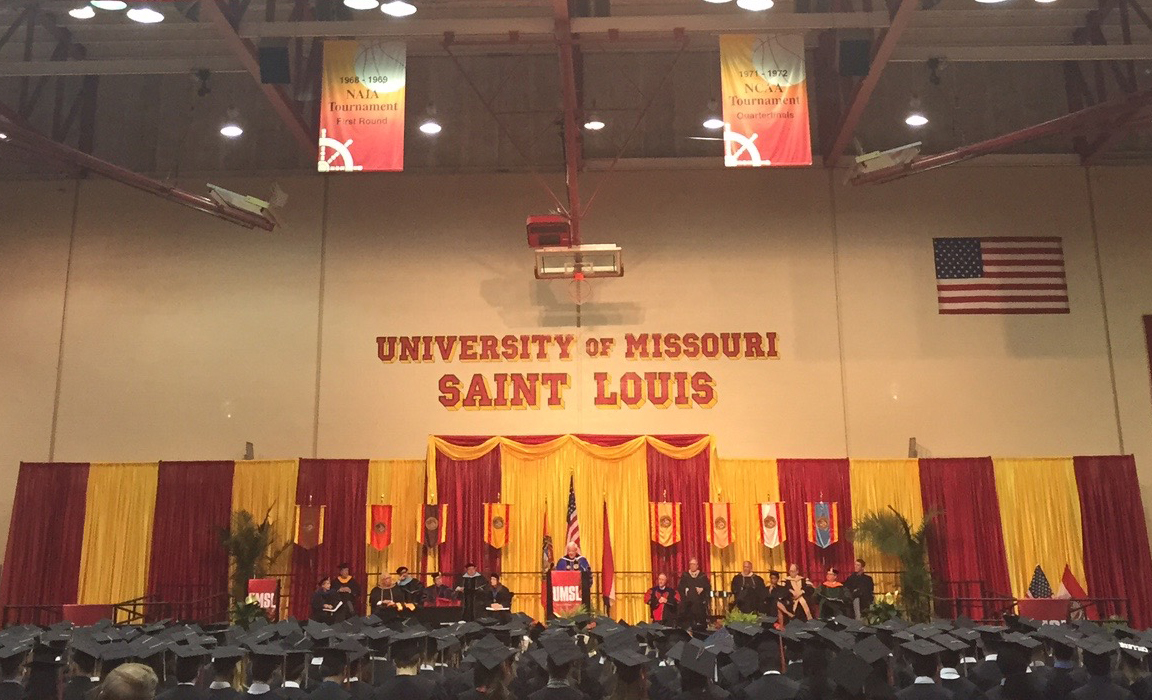 1968 - 1969
NAIA
Tournament
First Round
1971 - 1972
NCAA
Tournament
Quarterfinals
UNIVERSITY OF MISSOURI
SAINT LOUIS
UMSL
UMSL